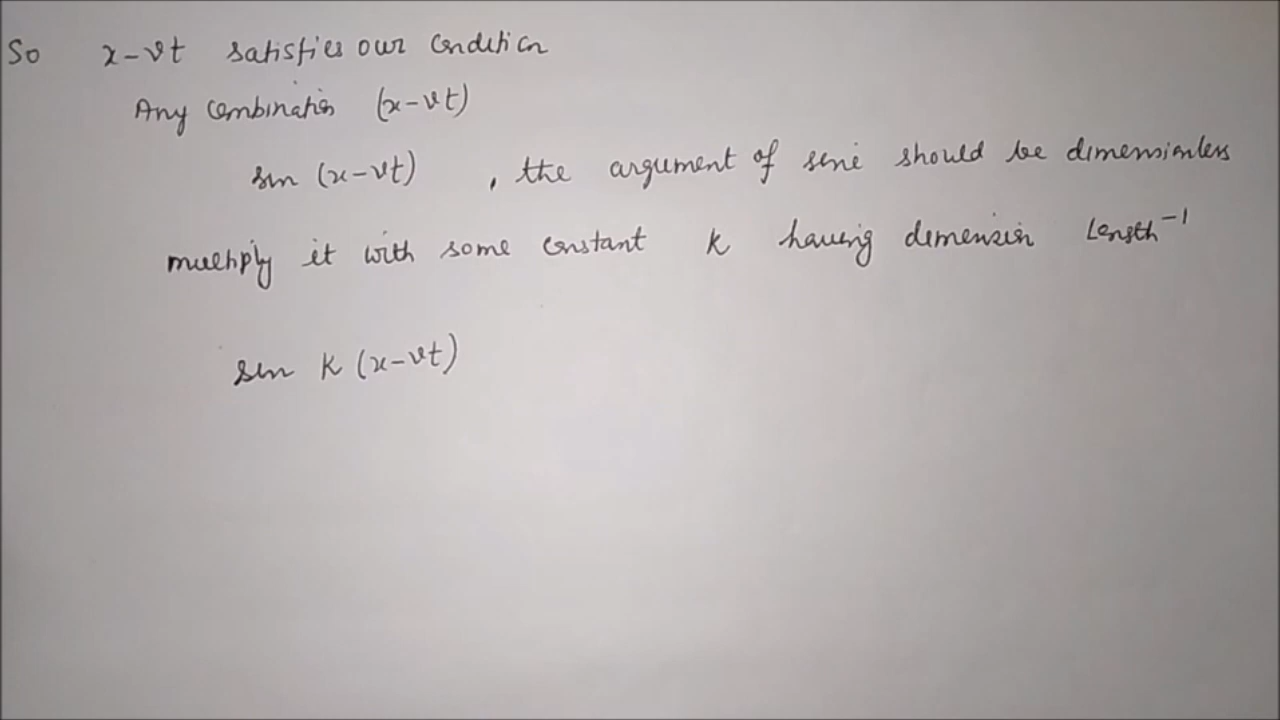 So x-vt satisfies our condition
Any combination (x-vt)
sin (x-vt) , the argument of sine should be dimensionless
multiply it with some constant k having dimension Length⁻¹
sin k (x-vt)